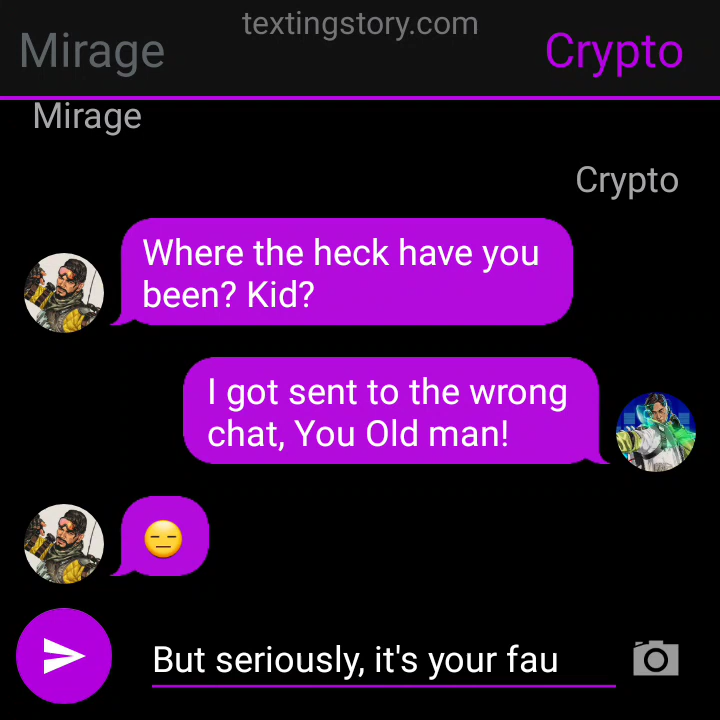 textingstory.com
Mirage
Crypto
Mirage
Crypto
Where the heck have you
been? Kid?
I got sent to the wrong
chat, You Old man!
😑
But seriously, it's your fau